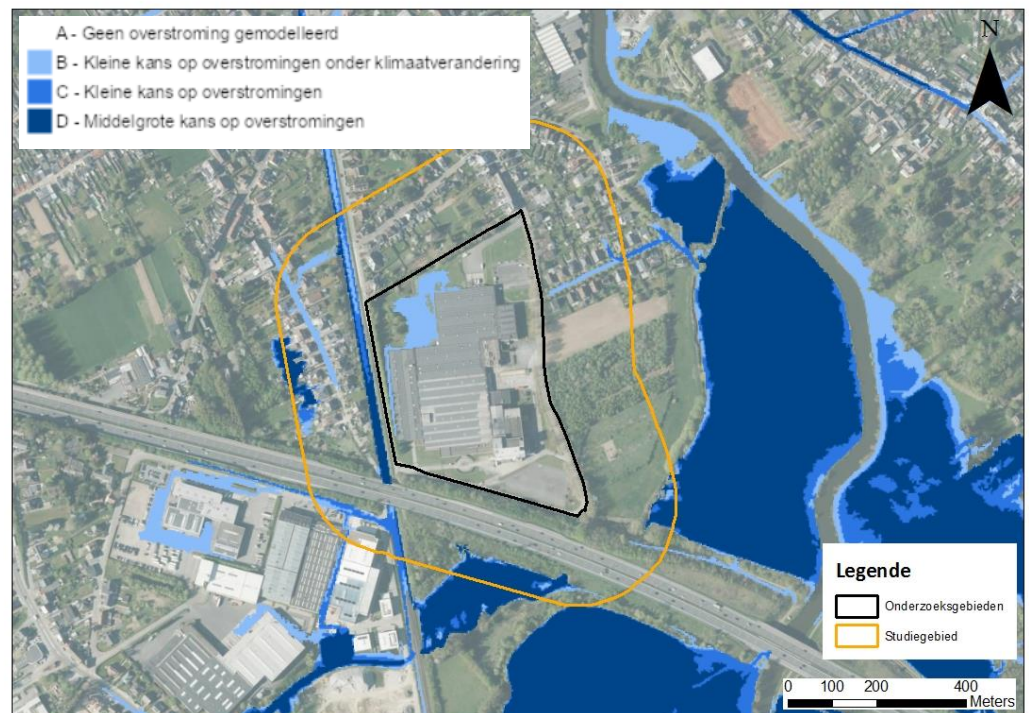 A - Geen overstroming gemodelleerd
B - Kleine kans op overstromingen onder klimaatverandering
C - Kleine kans op overstromingen
D - Middelgrote kans op overstromingen
N
Legende
Onderzoeksgebieden
Studiegebied
0 100 200 400
Meters